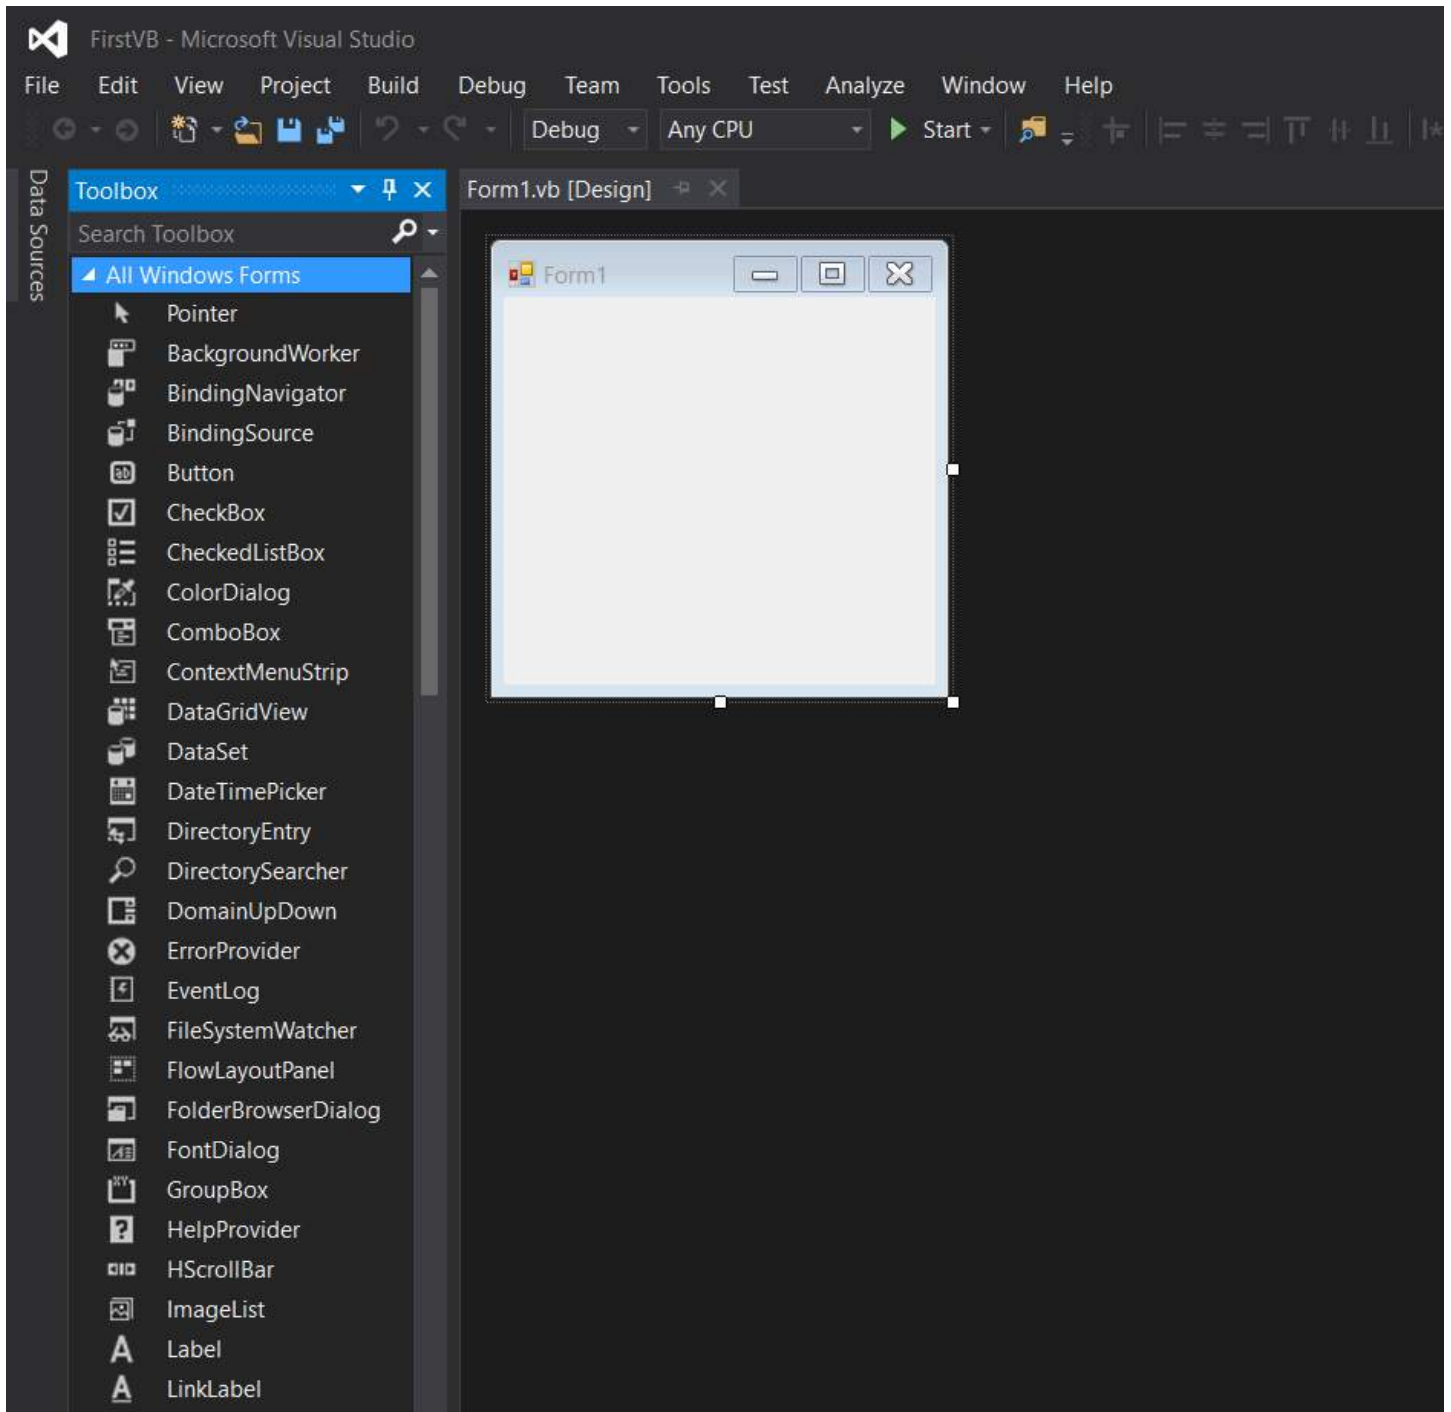 FirstVB - Microsoft Visual Studio
File Edit View Project Build Debug Team Tools Test Analyze Window Help
Debug Any CPU Start
Data Sources
Toolbox
Form1.vb [Design]
Search Toolbox
All Windows Forms
Form1
Pointer
BackgroundWorker
BindingNavigator
BindingSource
Button
CheckBox
CheckedListBox
ColorDialog
ComboBox
ContextMenuStrip
DataGridView
DataSet
DateTimePicker
DirectoryEntry
DirectorySearcher
DomainUpDown
ErrorProvider
EventLog
FileSystemWatcher
FlowLayoutPanel
FolderBrowserDialog
FontDialog
GroupBox
HelpProvider
HScrollBar
ImageList
Label
LinkLabel